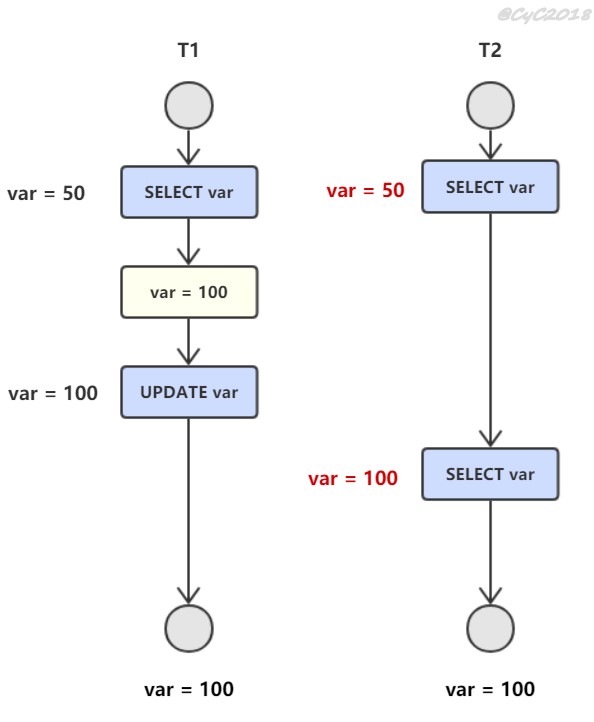 @CyC2018
T1
T2
var = 50
SELECT var
var = 50
SELECT var
var = 100
var = 100
UPDATE var
var = 100
SELECT var
var = 100
var = 100